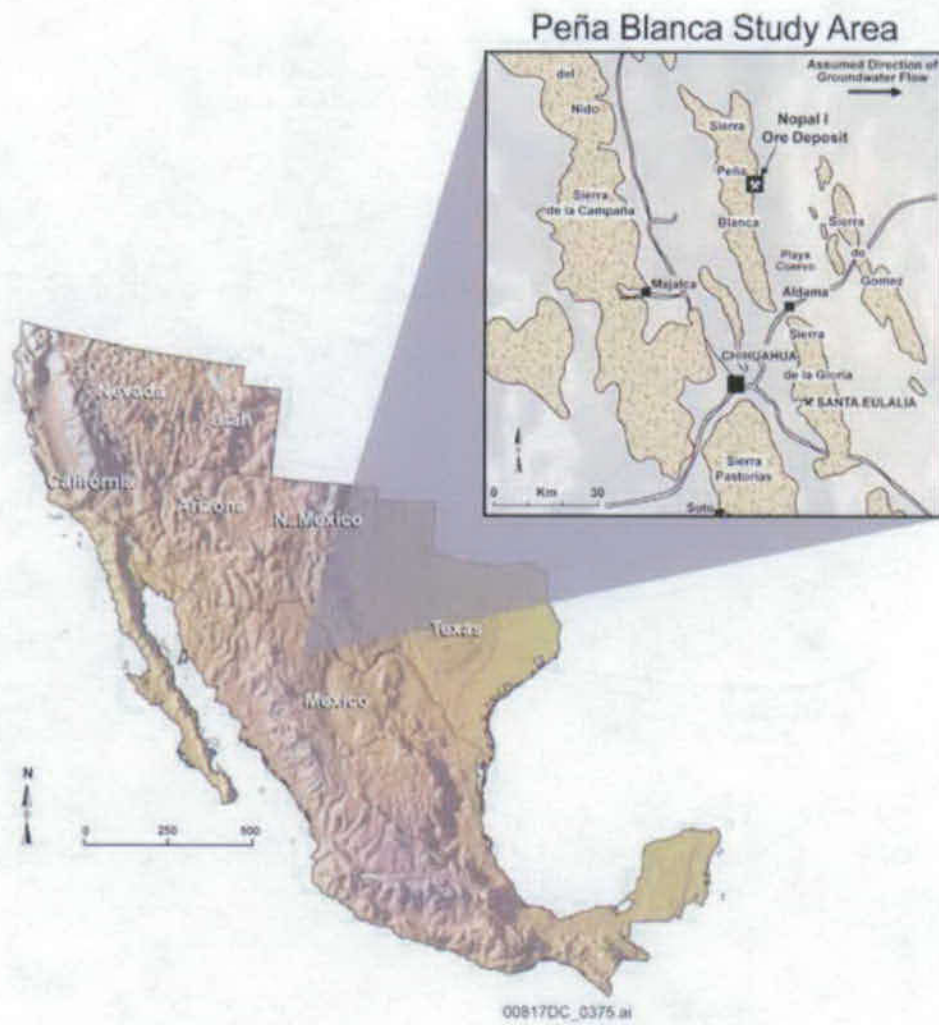 Peña Blanca Study Area
Assumed Direction of
Groundwater Flow
del
Nido
Sierra
de la Campaña
Sierra
Peña
Blanca
Nopal I
Ore Deposit
Sierra
de
Gomez
Playa
Cuervo
Majalca
Aldama
CHIHUAHUA
Sierra
de la Gloria
SANTA EULALIA
Sierra
Pastorias
Soto
N
0 Km 30
Nevada
Utah
California
Arizona
N. Mexico
Texas
Mexico
N
0 250 500
00817DC_0375.ai